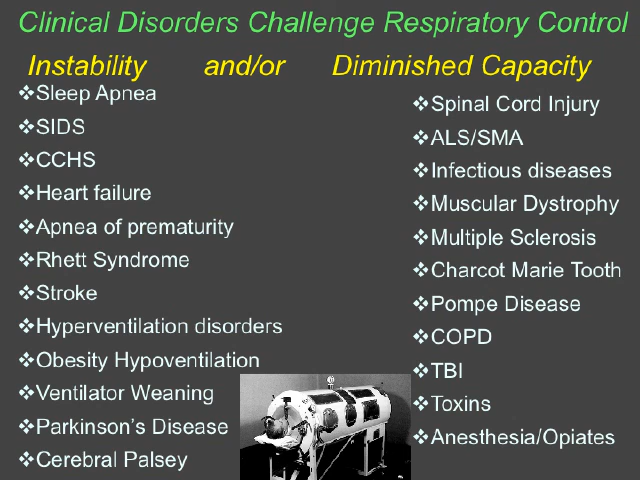 Clinical Disorders Challenge Respiratory Control
Instability and/or Diminished Capacity
❖Sleep Apnea
❖SIDS
❖CCHS
❖Heart failure
❖Apnea of prematurity
❖Rhett Syndrome
❖Stroke
❖Hyperventilation disorders
❖Obesity Hypoventilation
❖Ventilator Weaning
❖Parkinson’s Disease
❖Cerebral Palsey
❖Spinal Cord Injury
❖ALS/SMA
❖Infectious diseases
❖Muscular Dystrophy
❖Multiple Sclerosis
❖Charcot Marie Tooth
❖Pompe Disease
❖COPD
❖TBI
❖Toxins
❖Anesthesia/Opiates